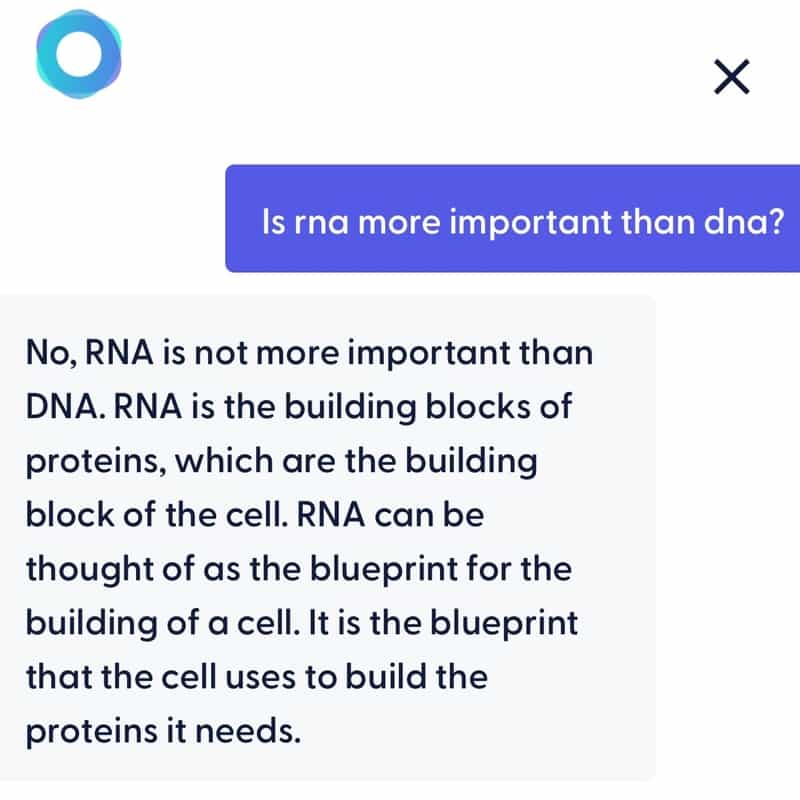 Is rna more important than dna?
No, RNA is not more important than
DNA. RNA is the building blocks of
proteins, which are the building
block of the cell. RNA can be
thought of as the blueprint for the
building of a cell. It is the blueprint
that the cell uses to build the
proteins it needs.